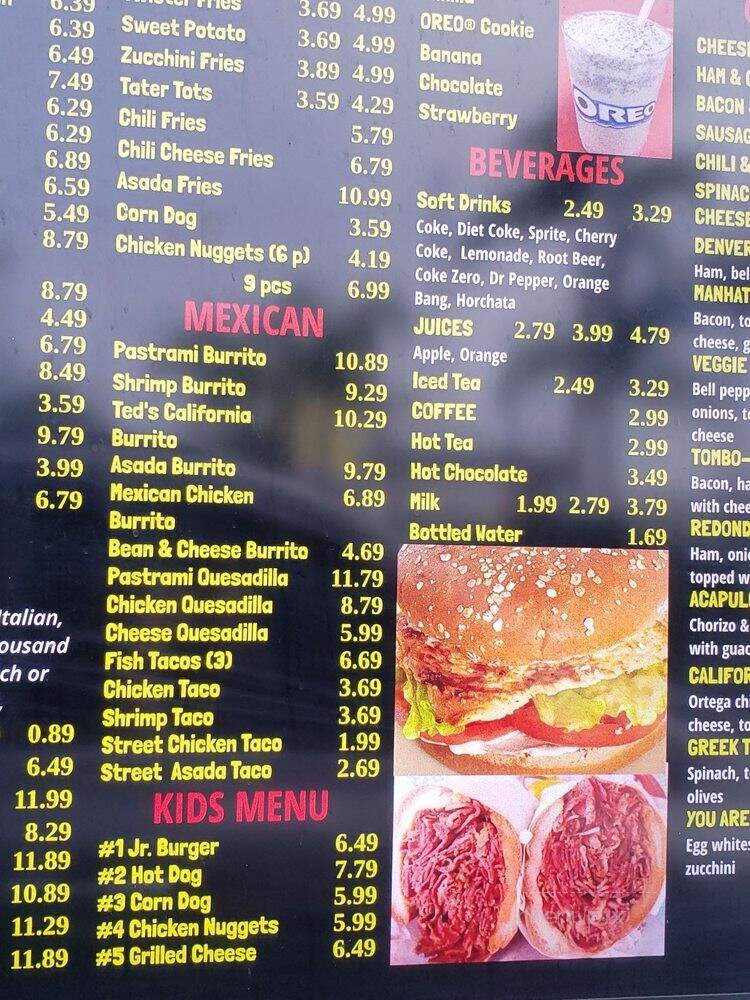 6.39
6.39
6.49
7.49
6.29
6.29
6.89
6.59
5.49
8.79
8.79
4.49
6.79
8.49
3.59
9.79
3.99
6.79
Italian,
ousand
ch or
0.89
6.49
11.99
8.29
11.89
10.89
11.29
11.89
Fries 3.69 4.99
Sweet Potato 3.69 4.99
Zucchini Fries 3.89 4.99
Tater Tots 3.59 4.29
Chili Fries 5.79
Chili Cheese Fries 6.79
Asada Fries 10.99
Corn Dog 3.59
Chicken Nuggets (6 p) 4.19
9 pcs 6.99
MEXICAN
Pastrami Burrito 10.89
Shrimp Burrito 9.29
Ted's California 10.29
Burrito
Asada Burrito 9.79
Mexican Chicken 6.89
Burrito
Bean & Cheese Burrito 4.69
Pastrami Quesadilla 11.79
Chicken Quesadilla 8.79
Cheese Quesadilla 5.99
Fish Tacos (3) 6.69
Chicken Taco 3.69
Shrimp Taco 3.69
Street Chicken Taco 1.99
Street Asada Taco 2.69
KIDS MENU
#1 Jr. Burger 6.49
#2 Hot Dog 7.79
#3 Corn Dog 5.99
#4 Chicken Nuggets 5.99
#5 Grilled Cheese 6.49
OREO® Cookie
Banana
Chocolate
Strawberry
OREO
BEVERAGES
Soft Drinks 2.49 3.29
Coke, Diet Coke, Sprite, Cherry
Coke, Lemonade, Root Beer,
Coke Zero, Dr Pepper, Orange
Bang, Horchata
JUICES 2.79 3.99 4.79
Apple, Orange
Iced Tea 2.49 3.29
COFFEE 2.99
Hot Tea 2.99
Hot Chocolate 3.49
Milk 1.99 2.79 3.79
Bottled Water 1.69
CHEES
HAM &
BACON
SAUSAG
CHILI &
SPINAC
CHEESE
DENVER
Ham, bel
MANHAT
Bacon, to
cheese, g
VEGGIE
Bell pepp
onions, to
cheese
TOMBO-
Bacon, ha
with chee
REDOND
Ham, onio
topped w
ACAPULC
Chorizo &
with guac
CALIFOR
Ortega chi
cheese, to
GREEK T
Spinach, t
olives
YOU ARE
Egg whites
zucchini